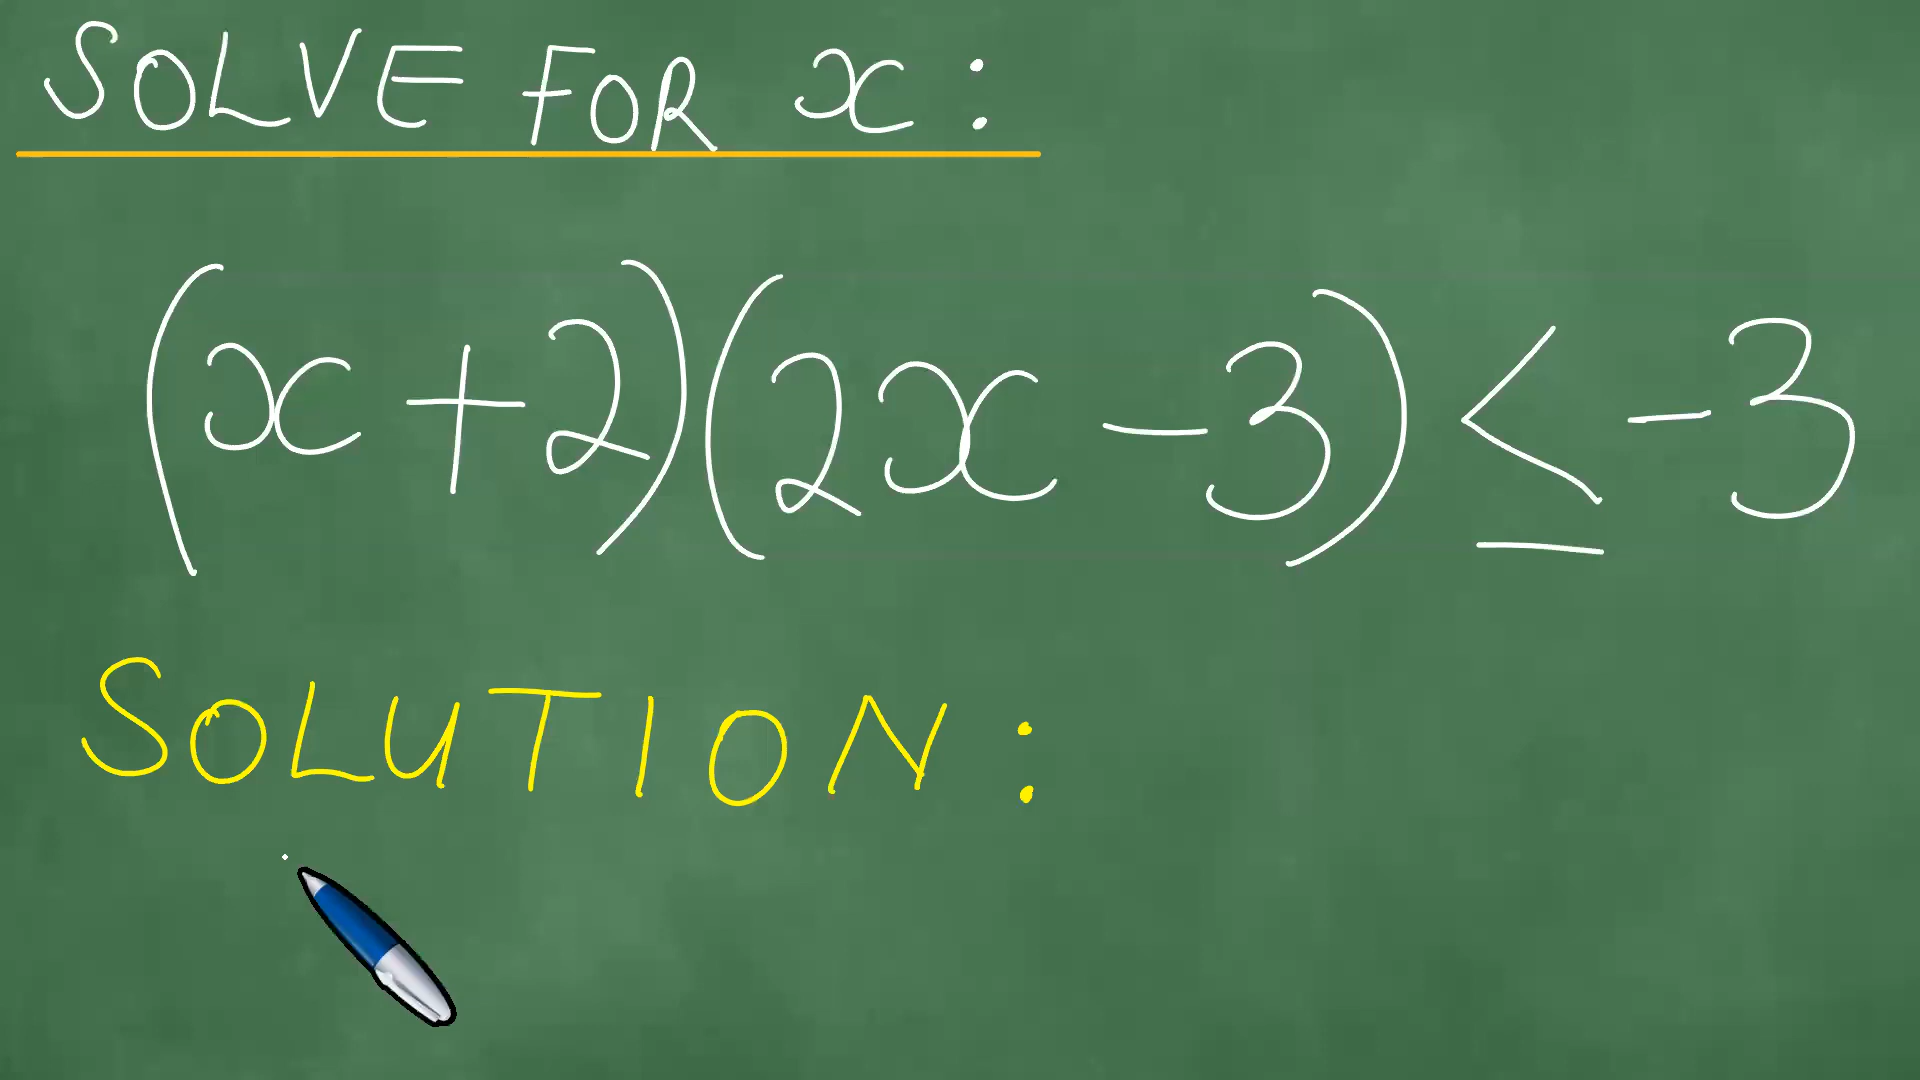 SOLVE FOR x:
(x+2)(2x-3) ≤ -3
SOLUTION: